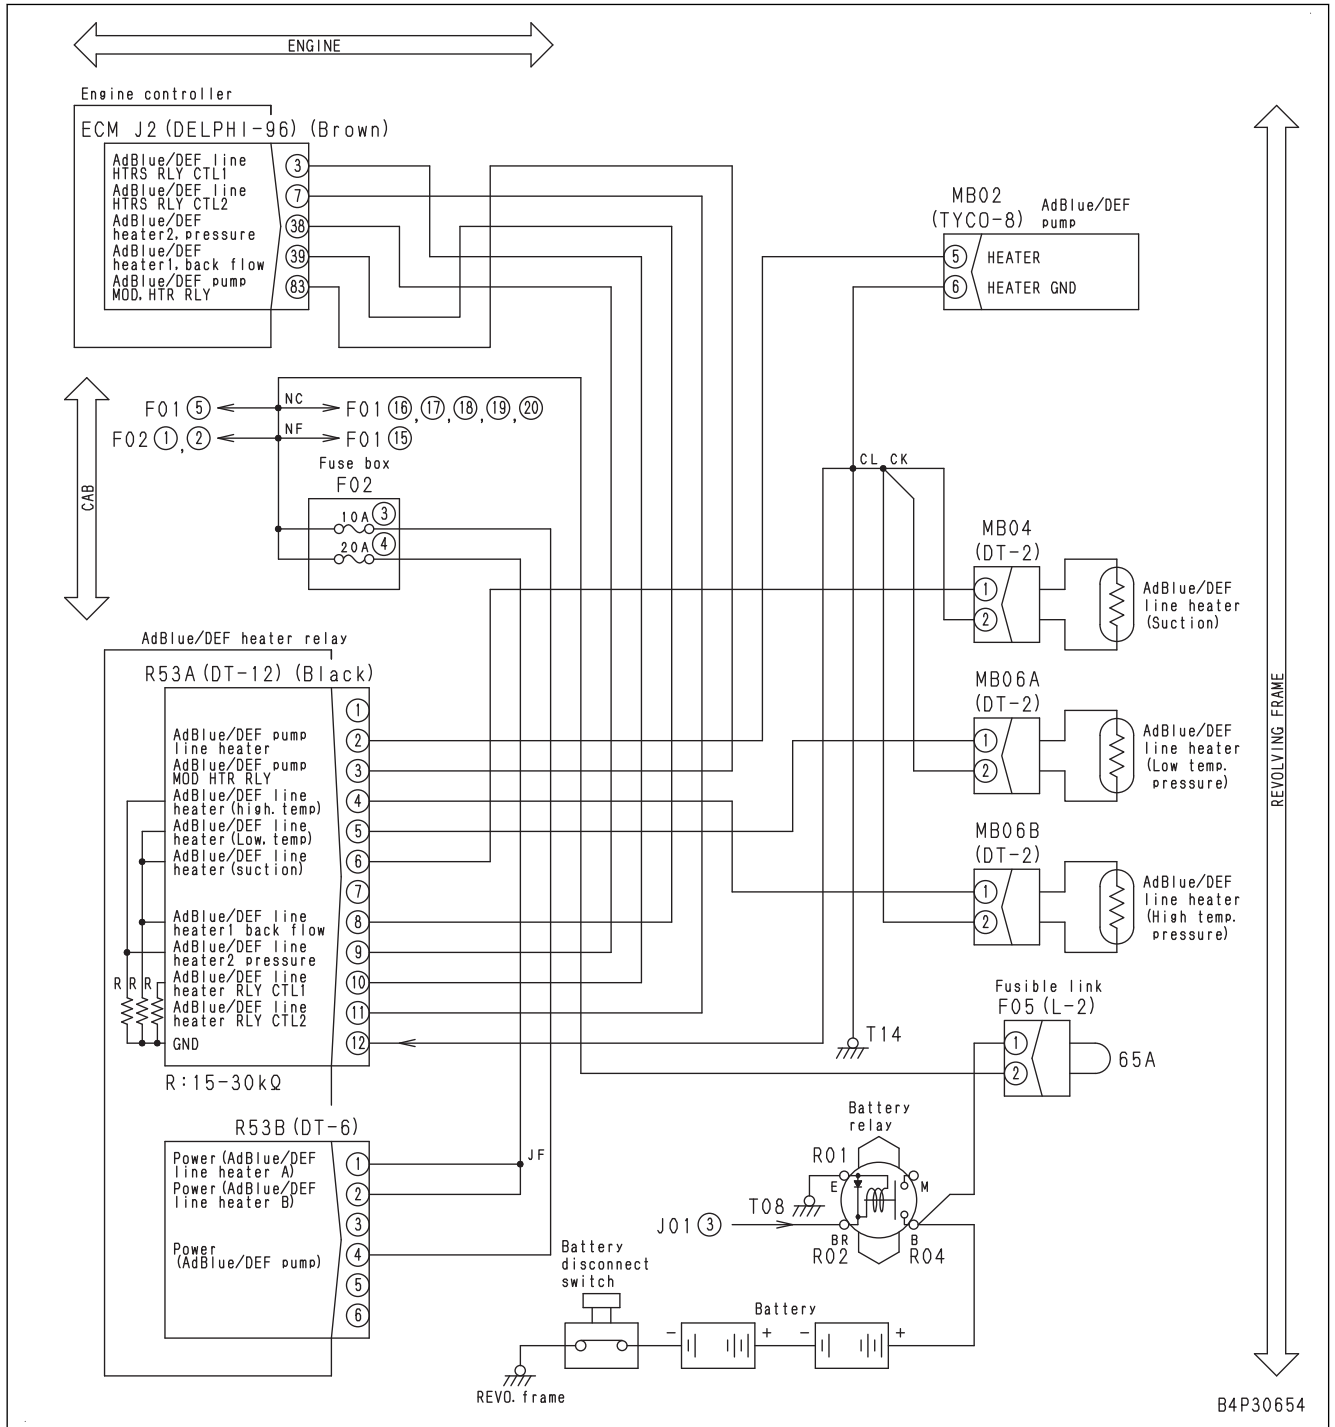 ENGINE
Engine controller
ECM J2(DELPHI-96)(Brown)
AdBlue/DEF line
HTRS RLY CTL1
3
AdBlue/DEF line
HTRS RLY CTL2
7
AdBlue/DEF
heater2. pressure
38
AdBlue/DEF
heater1. back flow
39
AdBlue/DEF pump
MOD. HTR RLY
83
MB02
(TYCO-8)
AdBlue/DEF
pump
5 HEATER
6 HEATER GND
CAB
F01 5
NC
F01 16, 17, 18, 19, 20
F02 1, 2
NF
F01 15
Fuse box
F02
10A 3
20A 4
CL CK
MB04
(DT-2)
1
2
AdBlue/DEF
line heater
(Suction)
MB06A
(DT-2)
1
2
AdBlue/DEF
line heater
(Low temp.
pressure)
MB06B
(DT-2)
1
2
AdBlue/DEF
line heater
(High temp.
pressure)
REVOLVING FRAME
AdBlue/DEF heater relay
R53A(DT-12)(Black)
1
AdBlue/DEF pump
line heater
2
AdBlue/DEF pump
MOD HTR RLY
3
AdBlue/DEF line
heater(high. temp)
4
AdBlue/DEF line
heater(Low. temp)
5
AdBlue/DEF line
heater(suction)
6
7
AdBlue/DEF line
heater1 back flow
8
AdBlue/DEF line
heater2 pressure
9
AdBlue/DEF line
heater RLY CTL1
10
AdBlue/DEF line
heater RLY CTL2
11
GND
12
R R R
R:15-30kΩ
T14
Fusible link
F05(L-2)
1
2
65A
R53B(DT-6)
Power(AdBlue/DEF
line heater A)
1
Power(AdBlue/DEF
line heater B)
2
3
Power
(AdBlue/DEF pump)
4
5
6
JF
Battery
relay
R01
E
M
T08
J01 3
BR
B
R02
R04
Battery
disconnect
switch
Battery
- + - +
REVO. frame
B4P30654